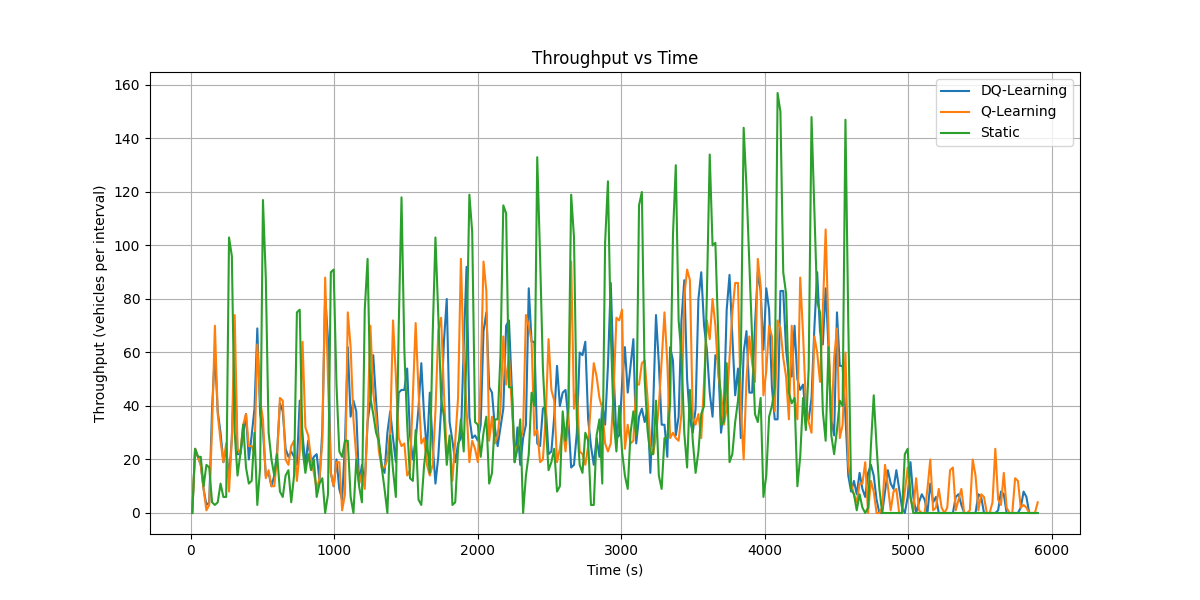 Throughput vs Time
Throughput (vehicles per interval)
160
140
120
100
80
60
40
20
0
DQ-Learning
Q-Learning
Static
0 1000 2000 3000 4000 5000 6000
Time (s)